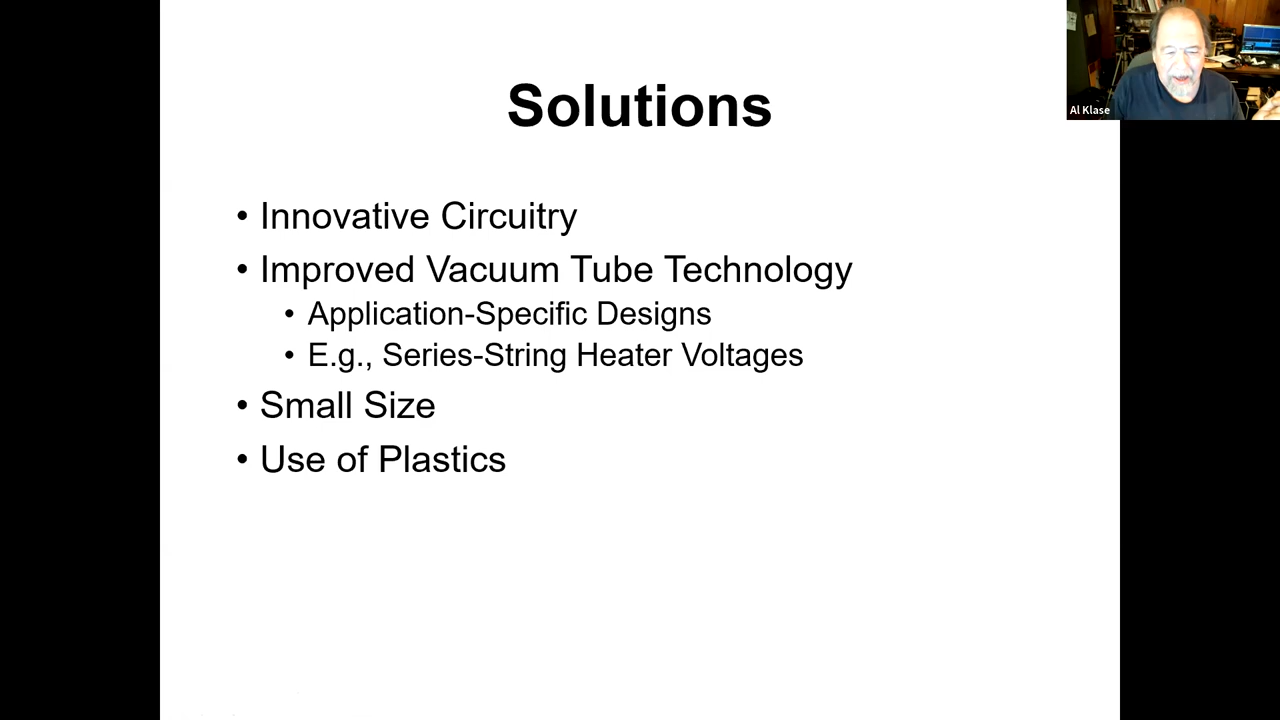 Solutions
• Innovative Circuitry
• Improved Vacuum Tube Technology
• Application-Specific Designs
• E.g., Series-String Heater Voltages
• Small Size
• Use of Plastics
Al Klase